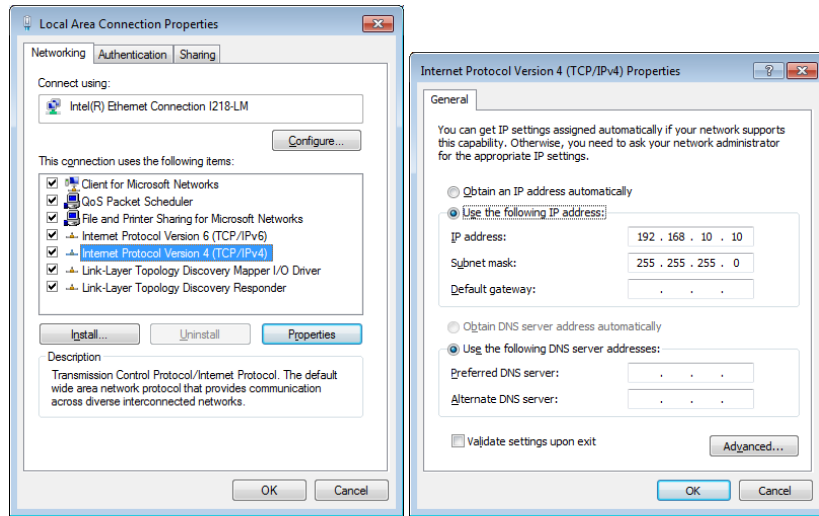 Local Area Connection Properties
Networking
Authentication
Sharing
Connect using:
Intel(R) Ethernet Connection I218-LM
Configure...
This connection uses the following items:
Client for Microsoft Networks
QoS Packet Scheduler
File and Printer Sharing for Microsoft Networks
Internet Protocol Version 6 (TCP/IPv6)
Internet Protocol Version 4 (TCP/IPv4)
Link-Layer Topology Discovery Mapper I/O Driver
Link-Layer Topology Discovery Responder
Install...
Uninstall
Properties
Description
Transmission Control Protocol/Internet Protocol. The default
wide area network protocol that provides communication
across diverse interconnected networks.
OK
Cancel
Internet Protocol Version 4 (TCP/IPv4) Properties
General
You can get IP settings assigned automatically if your network supports
this capability. Otherwise, you need to ask your network administrator
for the appropriate IP settings.
Obtain an IP address automatically
Use the following IP address:
IP address:
192 . 168 . 10 . 10
Subnet mask:
255 . 255 . 255 . 0
Default gateway:
. . .
Obtain DNS server address automatically
Use the following DNS server addresses:
Preferred DNS server:
. . .
Alternate DNS server:
. . .
Validate settings upon exit
Advanced...
OK
Cancel